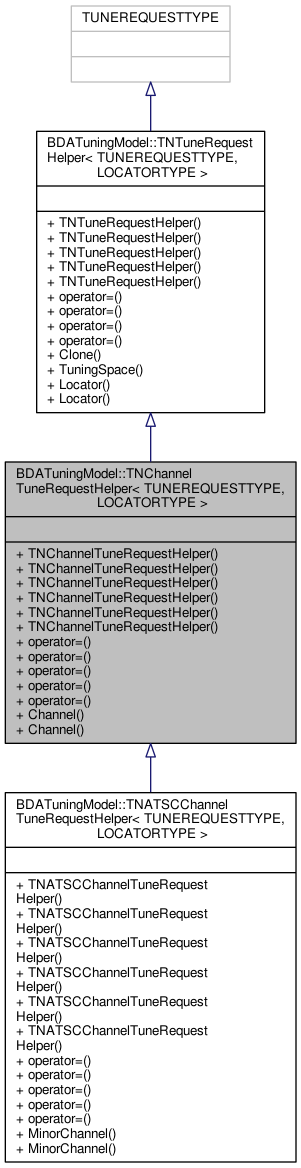 TUNEREQUESTTYPE
BDATuningModel::TNTuneRequest
Helper< TUNEREQUESTTYPE,
LOCATORTYPE >
+ TNTuneRequestHelper()
+ TNTuneRequestHelper()
+ TNTuneRequestHelper()
+ TNTuneRequestHelper()
+ TNTuneRequestHelper()
+ operator=()
+ operator=()
+ operator=()
+ operator=()
+ Clone()
+ TuningSpace()
+ Locator()
+ Locator()
BDATuningModel::TNChannel
TuneRequestHelper< TUNEREQUESTTYPE,
LOCATORTYPE >
+ TNChannelTuneRequestHelper()
+ TNChannelTuneRequestHelper()
+ TNChannelTuneRequestHelper()
+ TNChannelTuneRequestHelper()
+ TNChannelTuneRequestHelper()
+ TNChannelTuneRequestHelper()
+ operator=()
+ operator=()
+ operator=()
+ operator=()
+ operator=()
+ Channel()
+ Channel()
BDATuningModel::TNATSCChannel
TuneRequestHelper< TUNEREQUESTTYPE,
LOCATORTYPE >
+ TNATSCChannelTuneRequest
Helper()
+ TNATSCChannelTuneRequest
Helper()
+ TNATSCChannelTuneRequest
Helper()
+ TNATSCChannelTuneRequest
Helper()
+ TNATSCChannelTuneRequest
Helper()
+ TNATSCChannelTuneRequest
Helper()
+ operator=()
+ operator=()
+ operator=()
+ operator=()
+ operator=()
+ MinorChannel()
+ MinorChannel()